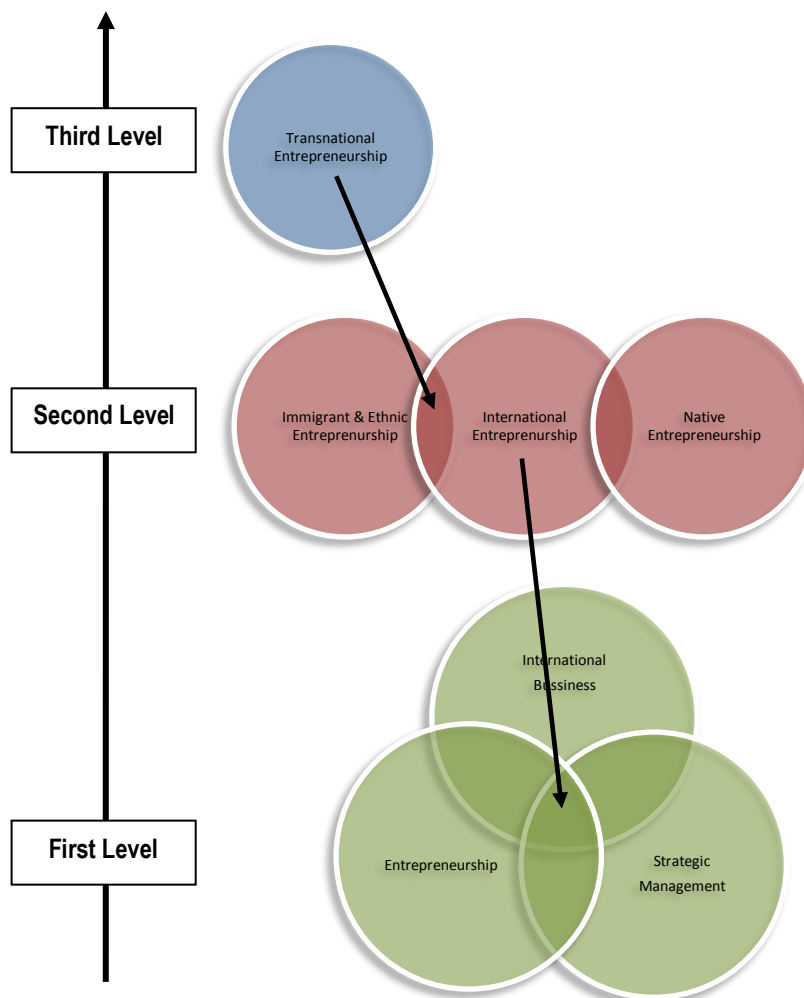 Third Level
Transnational
Entrepreneurship
Second Level
Immigrant & Ethnic
Entreprenurship
International
Entreprenurship
Native
Entrepreneurship
International
Bussiness
First Level
Entrepreneurship
Strategic
Management